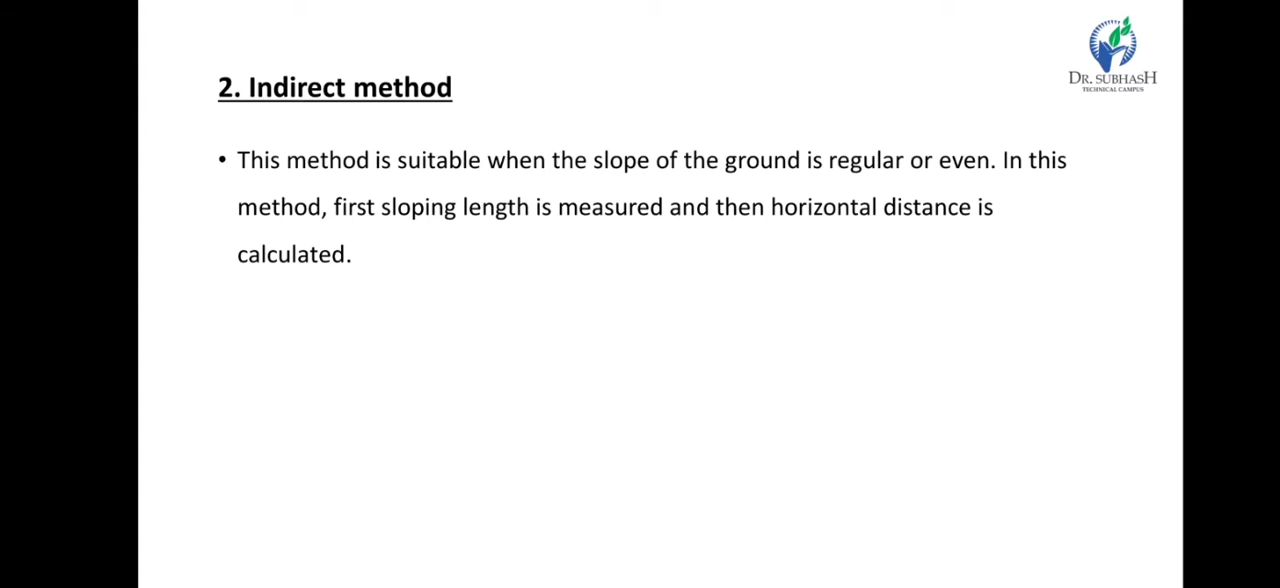 DR. SUBHASH
TECHNICAL CAMPUS
2. Indirect method
• This method is suitable when the slope of the ground is regular or even. In this
method, first sloping length is measured and then horizontal distance is
calculated.